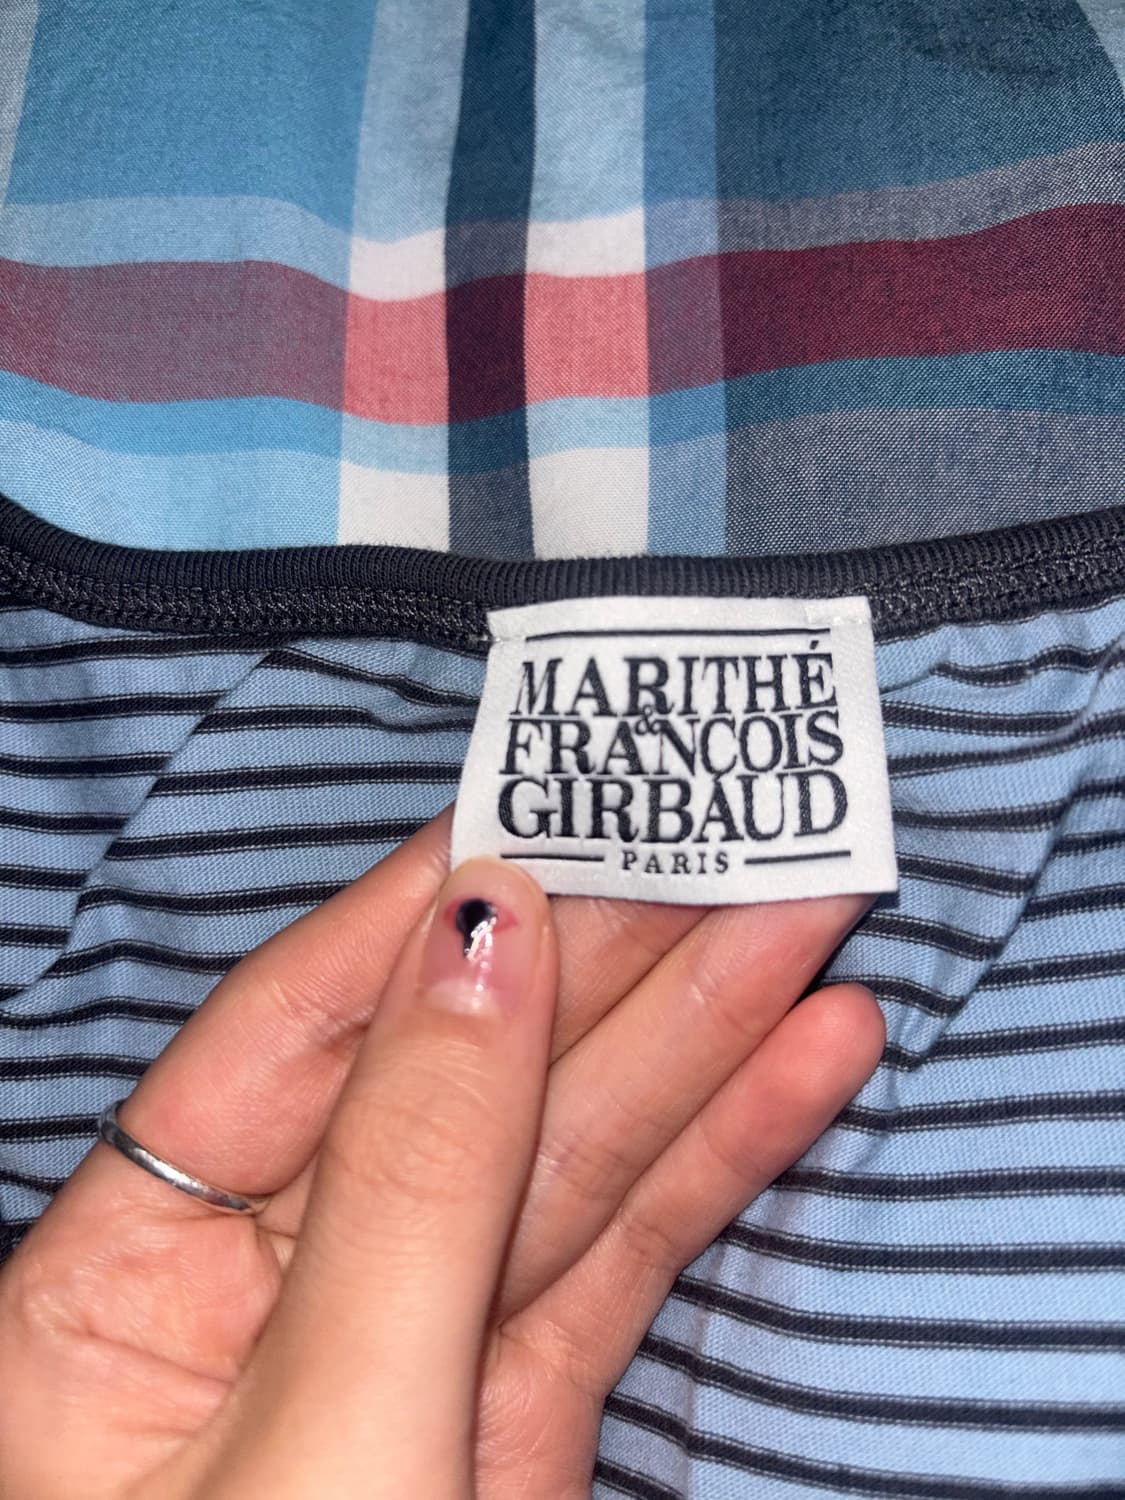 MARITHÉ
&
FRANCOIS
GIRBAUD
PARIS